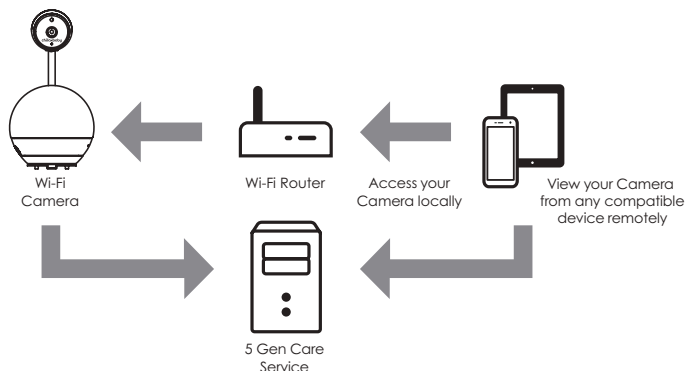 Wi-Fi
Camera
Wi-Fi Router
Access your
Camera locally
View your Camera
from any compatible
device remotely
5 Gen Care
Service